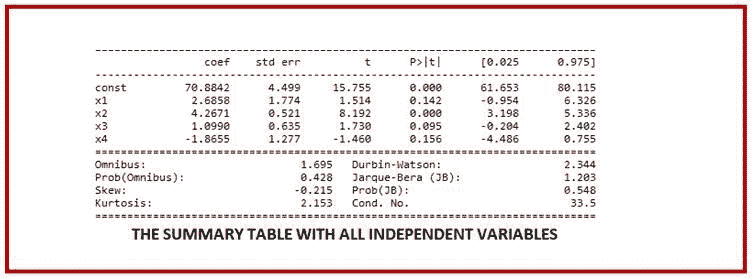 coef std err t P>|t| [0.025 0.975]
const 70.8842 4.499 15.755 0.000 61.653 80.115
x1 2.6858 1.774 1.514 0.142 -0.954 6.326
x2 4.2671 0.521 8.192 0.000 3.198 5.336
x3 1.0990 0.635 1.730 0.095 -0.204 2.402
x4 -1.8655 1.277 -1.460 0.156 -4.486 0.755
Omnibus: 1.695 Durbin-Watson: 2.344
Prob(Omnibus): 0.428 Jarque-Bera (JB): 1.203
Skew: -0.215 Prob(JB): 0.548
Kurtosis: 2.153 Cond. No. 33.5
THE SUMMARY TABLE WITH ALL INDEPENDENT VARIABLES